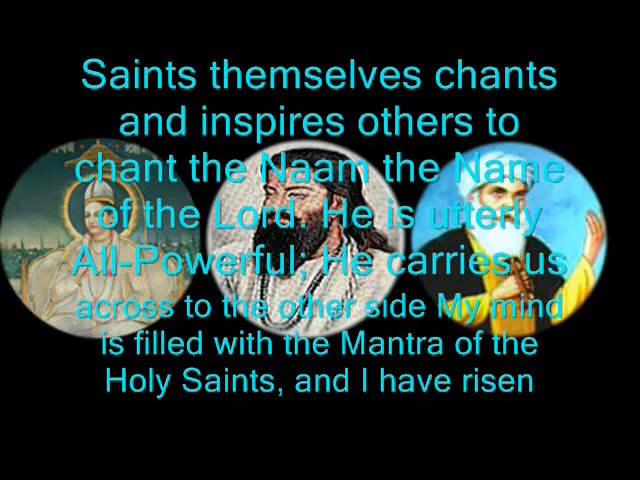 Saints themselves chants
and inspires others to
chant the Naam the Name
of the Lord. He is utterly
All-Powerful; He carries us
across to the other side My mind
is filled with the Mantra of the
Holy Saints, and I have risen